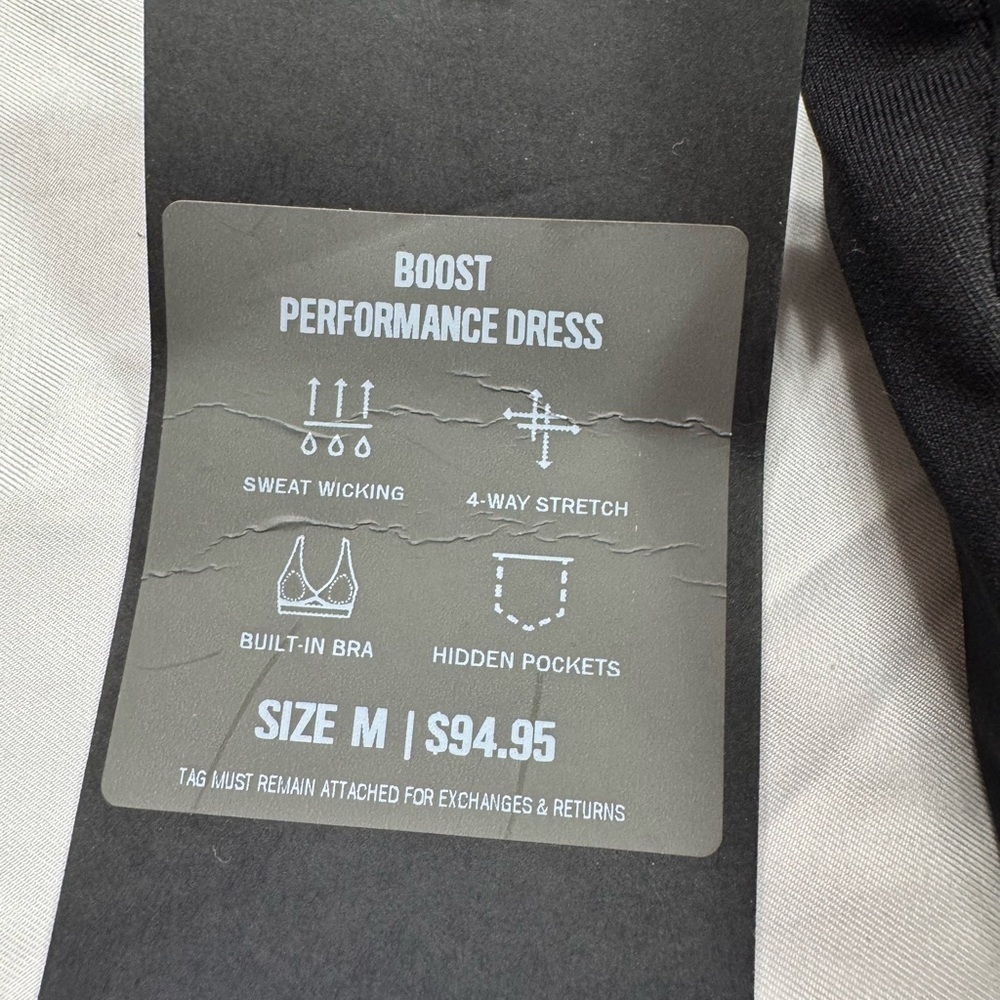 BOOST
PERFORMANCE DRESS
SWEAT WICKING
4-WAY STRETCH
BUILT-IN BRA
HIDDEN POCKETS
SIZE M | $94.95
TAG MUST REMAIN ATTACHED FOR EXCHANGES & RETURNS